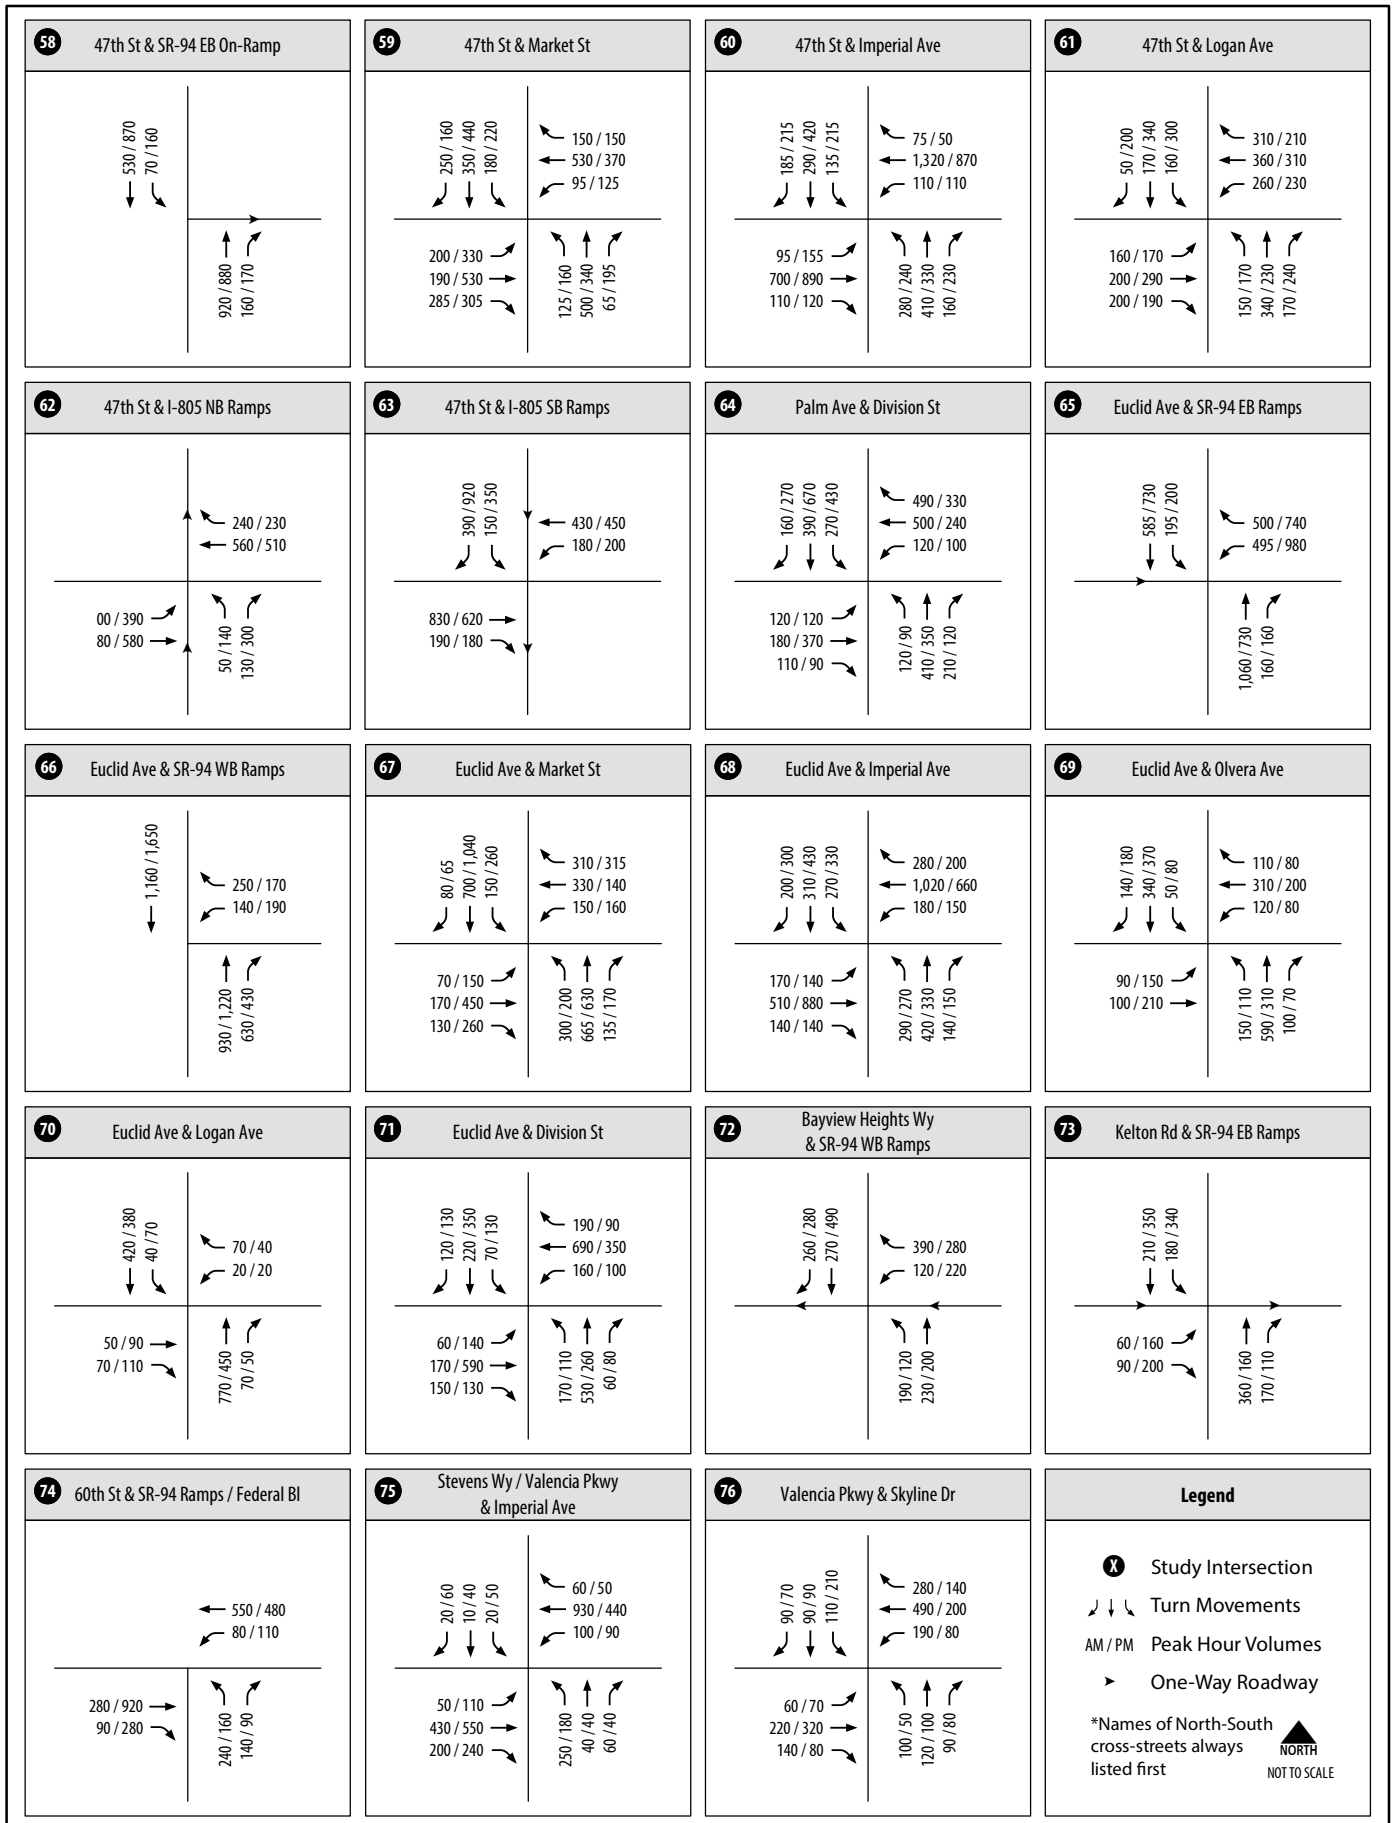 58 47th St & SR-94 EB On-Ramp
530 / 870
70 / 160
920 / 880
160 / 170
59 47th St & Market St
250 / 160
350 / 440
180 / 220
150 / 150
530 / 370
95 / 125
200 / 330
190 / 530
285 / 305
125 / 160
500 / 340
65 / 195
60 47th St & Imperial Ave
185 / 215
290 / 420
135 / 215
75 / 50
1,320 / 870
110 / 110
95 / 155
700 / 890
110 / 120
280 / 240
410 / 330
160 / 230
61 47th St & Logan Ave
50 / 200
170 / 340
160 / 300
310 / 210
360 / 310
260 / 230
160 / 170
200 / 290
200 / 190
150 / 170
340 / 230
170 / 240
62 47th St & I-805 NB Ramps
240 / 230
560 / 510
00 / 390
80 / 580
50 / 140
130 / 300
63 47th St & I-805 SB Ramps
390 / 920
150 / 350
430 / 450
180 / 200
830 / 620
190 / 180
64 Palm Ave & Division St
160 / 270
390 / 670
270 / 430
490 / 330
500 / 240
120 / 100
120 / 120
180 / 370
110 / 90
120 / 90
410 / 350
210 / 120
65 Euclid Ave & SR-94 EB Ramps
585 / 730
195 / 200
500 / 740
495 / 980
1,060 / 730
160 / 160
66 Euclid Ave & SR-94 WB Ramps
1,160 / 1,650
250 / 170
140 / 190
930 / 1,220
630 / 430
67 Euclid Ave & Market St
80 / 65
700 / 1,040
150 / 260
310 / 315
330 / 140
150 / 160
70 / 150
170 / 450
130 / 260
300 / 200
665 / 630
135 / 170
68 Euclid Ave & Imperial Ave
200 / 300
310 / 430
270 / 330
280 / 200
1,020 / 660
180 / 150
170 / 140
510 / 880
140 / 140
290 / 270
420 / 330
140 / 150
69 Euclid Ave & Olvera Ave
140 / 180
340 / 370
50 / 80
110 / 80
310 / 200
120 / 80
90 / 150
100 / 210
150 / 110
590 / 310
100 / 70
70 Euclid Ave & Logan Ave
420 / 380
40 / 70
70 / 40
20 / 20
50 / 90
70 / 110
770 / 450
70 / 50
71 Euclid Ave & Division St
120 / 130
220 / 350
70 / 130
190 / 90
690 / 350
160 / 100
60 / 140
170 / 590
150 / 130
170 / 110
530 / 260
60 / 80
72 Bayview Heights Wy
& SR-94 WB Ramps
260 / 280
270 / 490
390 / 280
120 / 220
190 / 120
230 / 200
73 Kelton Rd & SR-94 EB Ramps
210 / 350
180 / 340
60 / 160
90 / 200
360 / 160
170 / 110
74 60th St & SR-94 Ramps / Federal Bl
550 / 480
80 / 110
280 / 920
90 / 280
240 / 160
140 / 90
75 Stevens Wy / Valencia Pkwy
& Imperial Ave
20 / 60
10 / 40
20 / 50
60 / 50
930 / 440
100 / 90
50 / 110
430 / 550
200 / 240
250 / 180
40 / 40
60 / 40
76 Valencia Pkwy & Skyline Dr
90 / 70
90 / 90
110 / 210
280 / 140
490 / 200
190 / 80
60 / 70
220 / 320
140 / 80
100 / 50
120 / 100
90 / 80
Legend
X Study Intersection
Turn Movements
AM / PM Peak Hour Volumes
One-Way Roadway
*Names of North-South
cross-streets always
listed first
NORTH
NOT TO SCALE